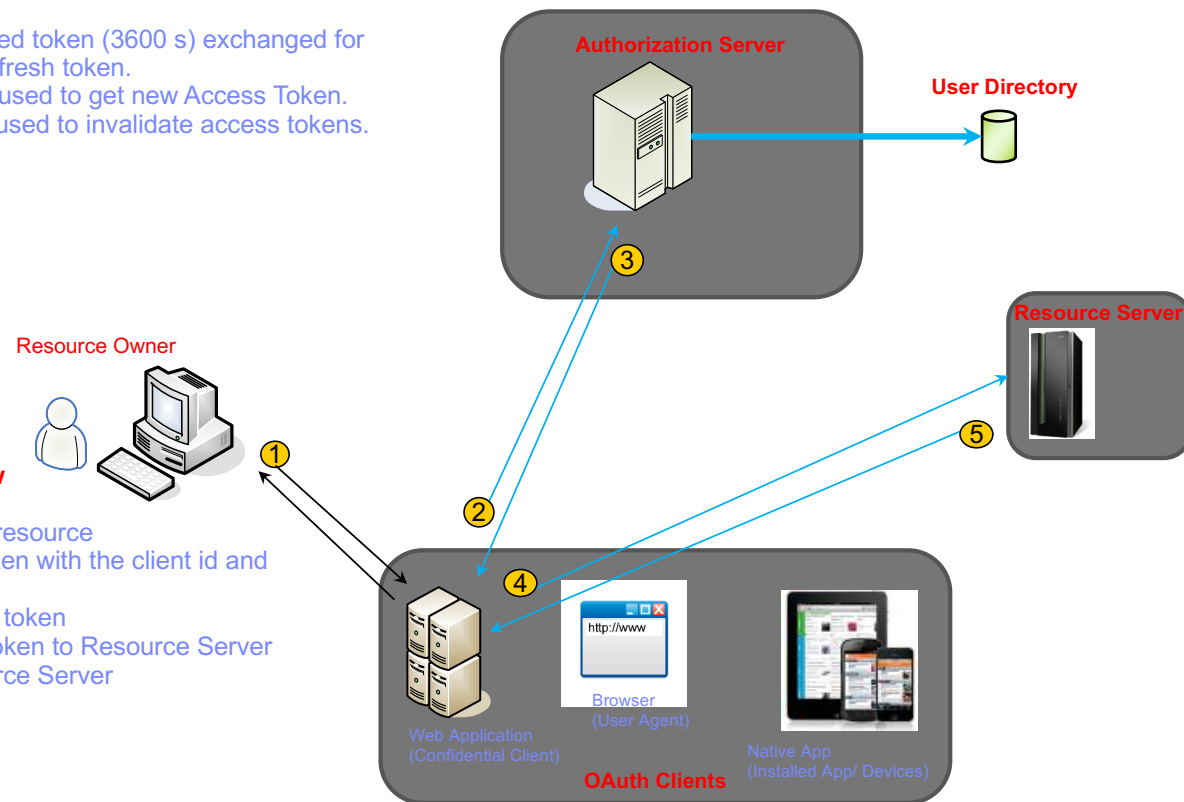 ed token (3600 s) exchanged for
fresh token.
used to get new Access Token.
used to invalidate access tokens.
Authorization Server
User Directory
3
Resource Server
Resource Owner
1
5
y
2
resource
ken with the client id and
token
oken to Resource Server
rce Server
4
http://www
Browser
(User Agent)
Web Application
(Confidential Client)
Native App
(Installed App/ Devices)
OAuth Clients